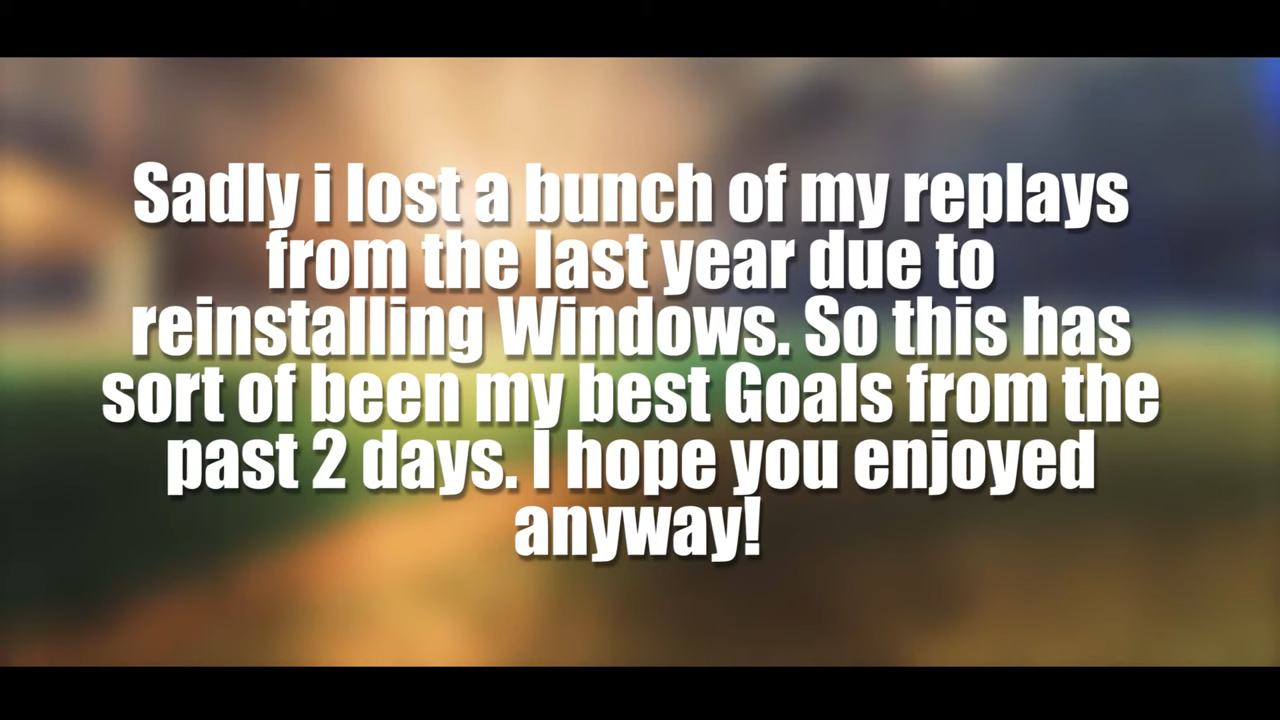 Sadly i lost a bunch of my replays
from the last year due to
reinstalling Windows. So this has
sort of been my best Goals from the
past 2 days. I hope you enjoyed
anyway!